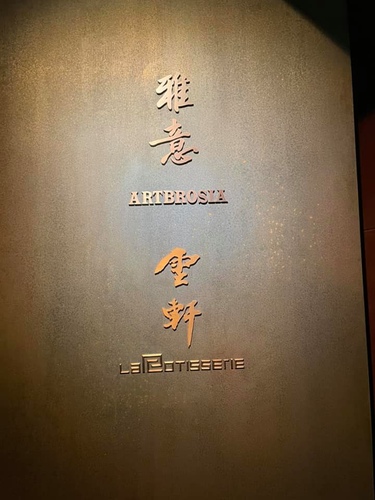 雅意
ARTBROSIA
雲軒
La Rotisserie